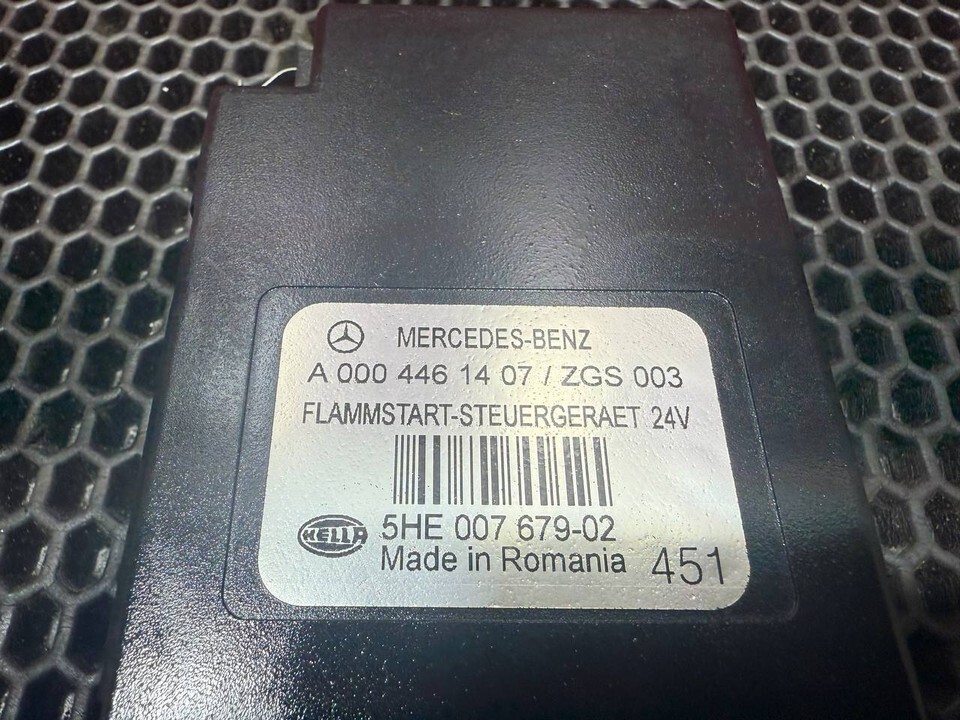 MERCEDES-BENZ
A 000 446 14 07 / ZGS 003
FLAMMSTART-STEUERGERAET 24V
HELLA 5HE 007 679-02
Made in Romania 451